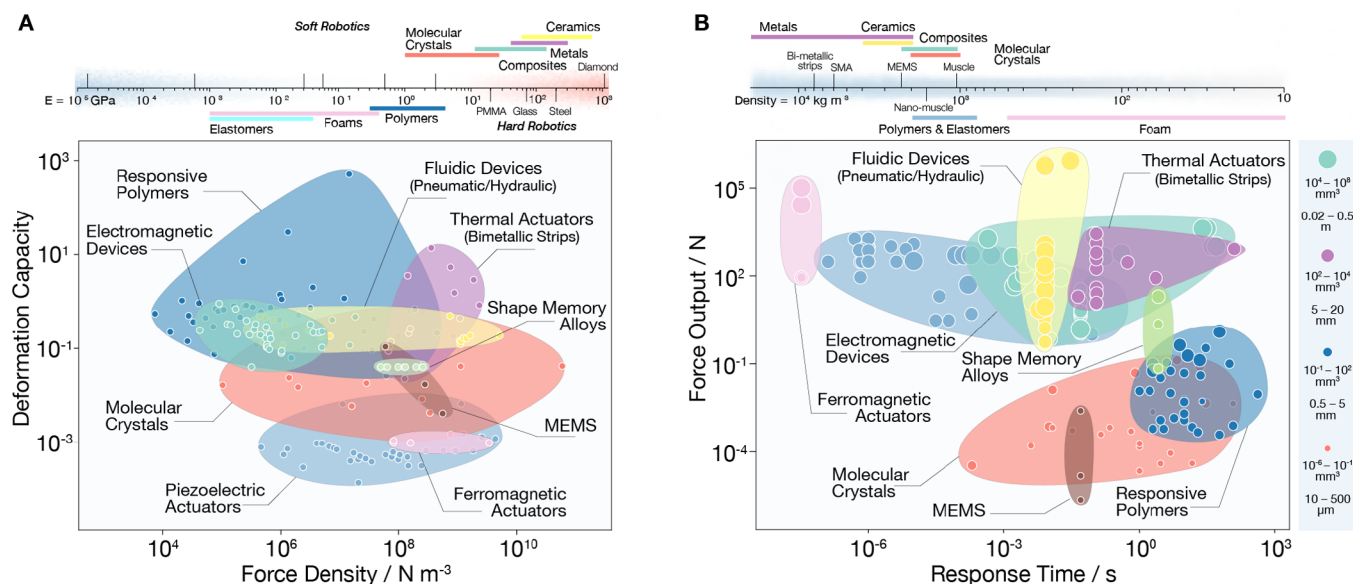 A
Soft Robotics
Molecular
Crystals
Ceramics
Metals
Composites
Diamond
E = 10⁻⁵ GPa
10⁻⁴
10⁻³
10⁻²
10⁻¹
10⁰
10¹
10²
10³
PMMA
Glass
Steel
Elastomers
Foams
Polymers
Hard Robotics
Responsive
Polymers
Electromagnetic
Devices
Fluidic Devices
(Pneumatic/Hydraulic)
Thermal Actuators
(Bimetallic Strips)
Shape Memory
Alloys
Molecular
Crystals
MEMS
Piezoelectric
Actuators
Ferromagnetic
Actuators
Deformation Capacity
10³
10¹
10⁻¹
10⁻³
10⁴
10⁶
10⁸
10¹⁰
Force Density / N m⁻³
B
Metals
Ceramics
Composites
Molecular
Crystals
Bi-metallic
strips
SMA
MEMS
Muscle
Density = 10⁴ kg m³
10³
10²
10
Nano-muscle
Polymers & Elastomers
Foam
Fluidic Devices
(Pneumatic/Hydraulic)
Thermal Actuators
(Bimetallic Strips)
Electromagnetic
Devices
Shape Memory
Alloys
Ferromagnetic
Actuators
Molecular
Crystals
MEMS
Responsive
Polymers
Force Output / N
10⁵
10²
10⁻¹
10⁻⁴
10⁻⁶
10⁻³
10⁰
10³
Response Time / s
10⁴ – 10⁸
mm³
0.02 – 0.5
m
10² – 10⁴
mm³
5 – 20
mm
10⁻¹ – 10²
mm³
0.5 – 5
mm
10⁻⁶ – 10⁻¹
mm³
10 – 500
µm